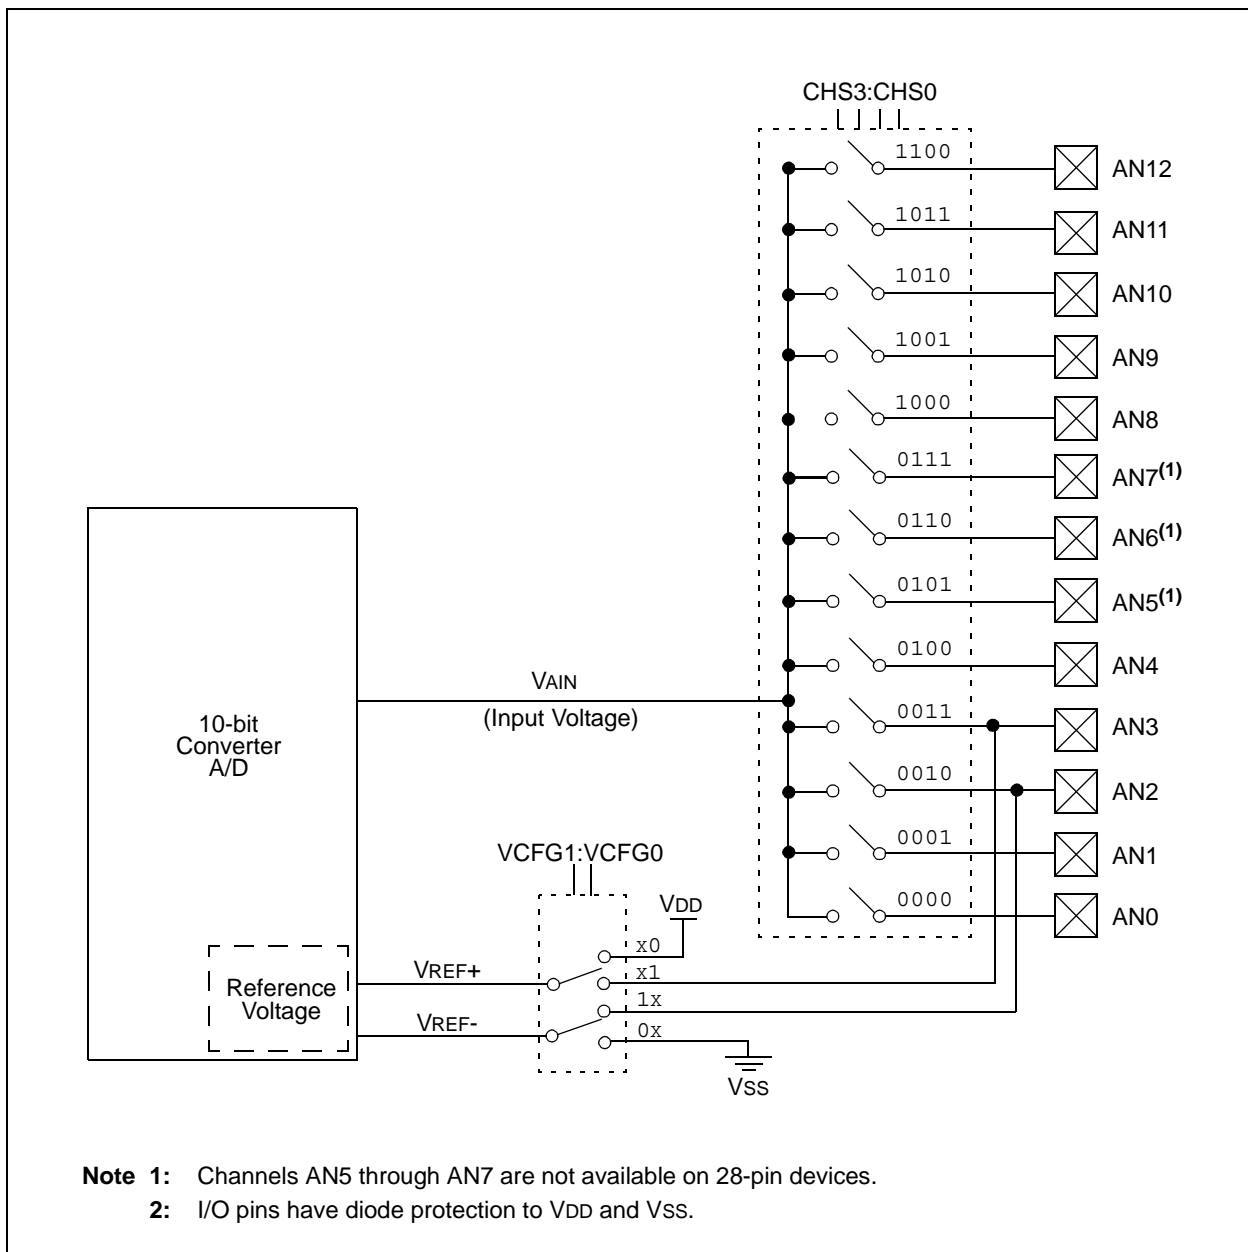 CHS3:CHS0
1100 AN12
1011 AN11
1010 AN10
1001 AN9
1000 AN8
0111 AN7(1)
0110 AN6(1)
0101 AN5(1)
0100 AN4
VAIN
(Input Voltage)
10-bit
Converter
A/D
0011 AN3
0010 AN2
0001 AN1
0000 AN0
VCFG1:VCFG0
VDD
x0
x1
1x
0x
VREF+
VREF-
Reference
Voltage
VSS
Note 1: Channels AN5 through AN7 are not available on 28-pin devices.
2: I/O pins have diode protection to VDD and VSS.